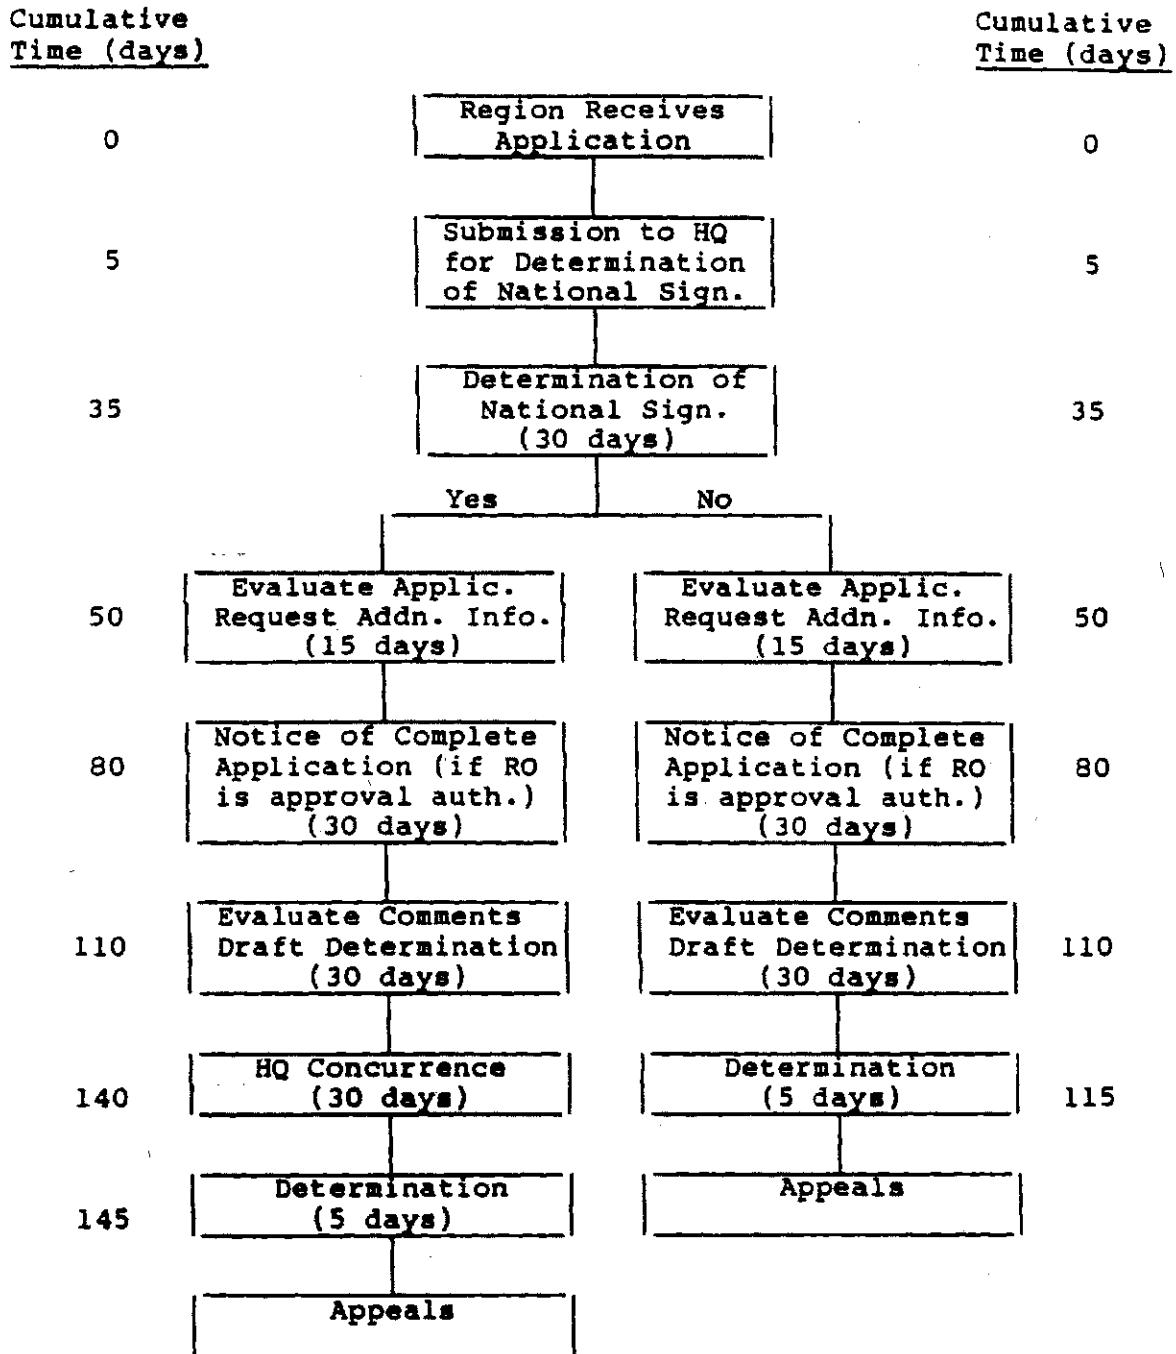 Cumulative
Time (days)
Cumulative
Time (days)
0
Region Receives
Application
0
5
Submission to HQ
for Determination
of National Sign.
5
35
Determination of
National Sign.
(30 days)
35
Yes
No
50
Evaluate Applic.
Request Addn. Info.
(15 days)
Evaluate Applic.
Request Addn. Info.
(15 days)
50
80
Notice of Complete
Application (if RO
is approval auth.)
(30 days)
Notice of Complete
Application (if RO
is approval auth.)
(30 days)
80
110
Evaluate Comments
Draft Determination
(30 days)
Evaluate Comments
Draft Determination
(30 days)
110
140
HQ Concurrence
(30 days)
Determination
(5 days)
115
145
Determination
(5 days)
Appeals
Appeals